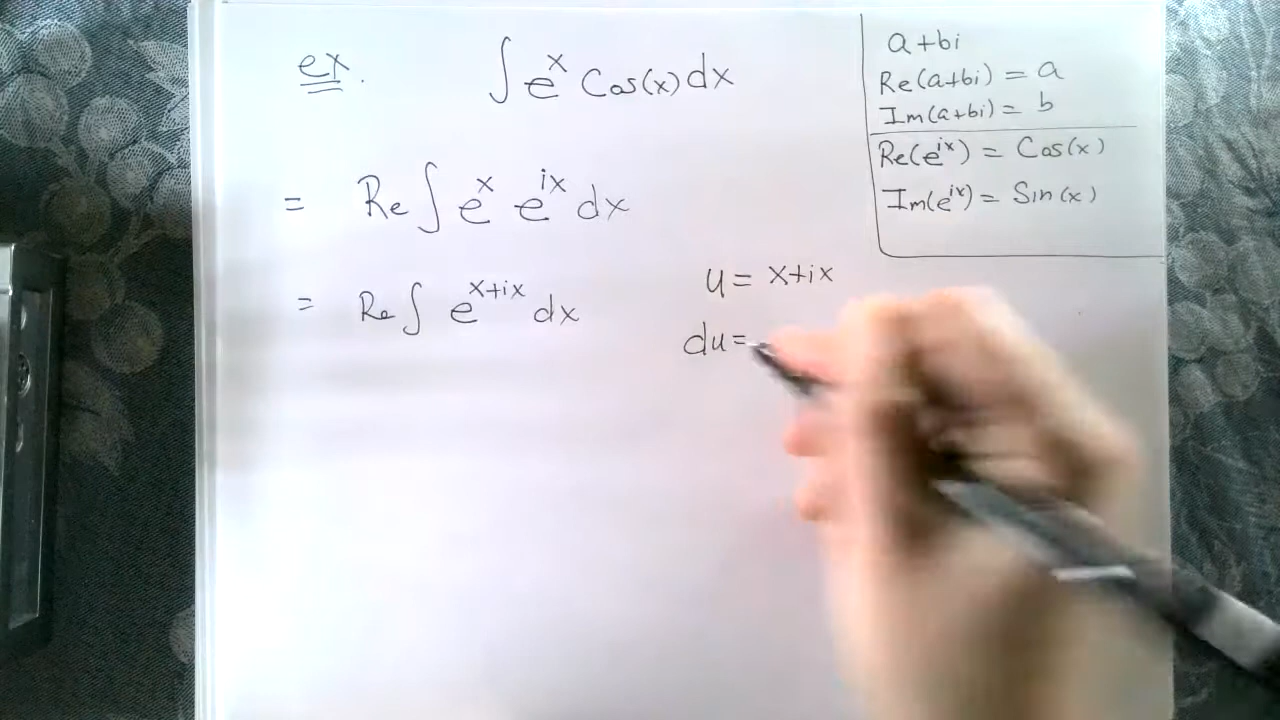 ex.
∫ e^x Cos(x) dx
= Re ∫ e^x e^{ix} dx
= Re ∫ e^{x+ix} dx
u = x+ix
du =
a+bi
Re(a+bi) = a
Im(a+bi) = b
Re(e^{ix}) = Cos(x)
Im(e^{ix}) = Sin(x)